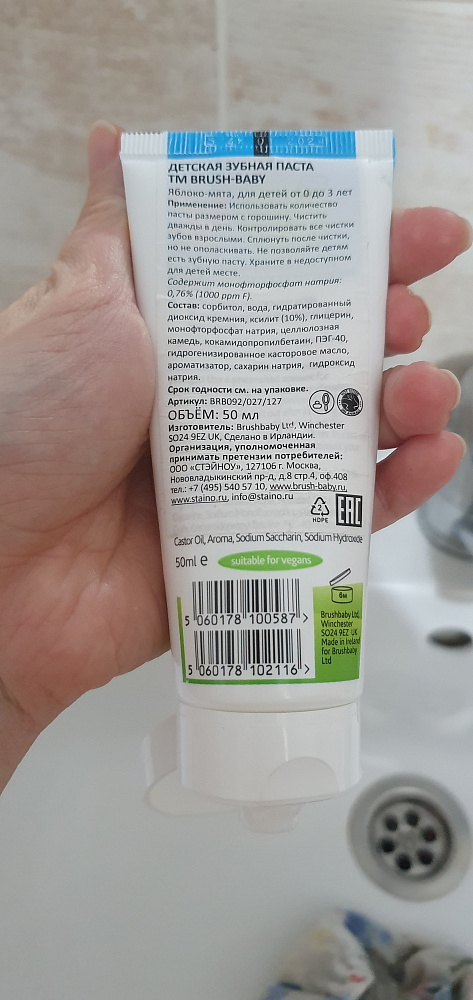 ДЕТСКАЯ ЗУБНАЯ ПАСТА
ТМ BRUSH-BABY
Яблоко-мята, для детей от 0 до 3 лет
Применение: Использовать количество
пасты размером с горошину. Чистить
дважды в день. Контролировать все чистки
зубов взрослыми. Сплюнуть после чистки,
но не ополаскивать. Не позволяйте детям
есть зубную пасту. Храните в недоступном
для детей месте.
Содержит монофторфосфат натрия:
0,76% (1000 ppm F).
Состав: сорбитол, вода, гидратированный
диоксид кремния, ксилит (10%), глицерин,
монофторфосфат натрия, целлюлозная
камедь, кокамидопропилбетаин, ПЭГ-40,
гидрогенизированное касторовое масло,
ароматизатор, сахарин натрия, гидроксид
натрия.
Срок годности см. на упаковке.
Артикул: BRB092/027/127
ОБЪЁМ: 50 мл
Изготовитель: Brushbaby Ltd, Winchester
SO24 9EZ UK, Сделано в Ирландии.
Организация, уполномоченная
принимать претензии потребителей:
ООО «СТЭЙНОУ», 127106 г. Москва,
Нововладыкинский пр-д, д.8 стр.4, оф.408
тел.: +7 (495) 540 57 10, www.brush-baby.ru,
www.staino.ru, info@staino.ru
2
HDPE
EAC
Castor Oil, Aroma, Sodium Saccharin, Sodium Hydroxide
50ml e suitable for vegans
6м
5 060178 100587 >
5 060178 102116 >
Brushbaby Ltd,
Winchester
SO24 9EZ UK
Made in Ireland
for Brushbaby
Ltd